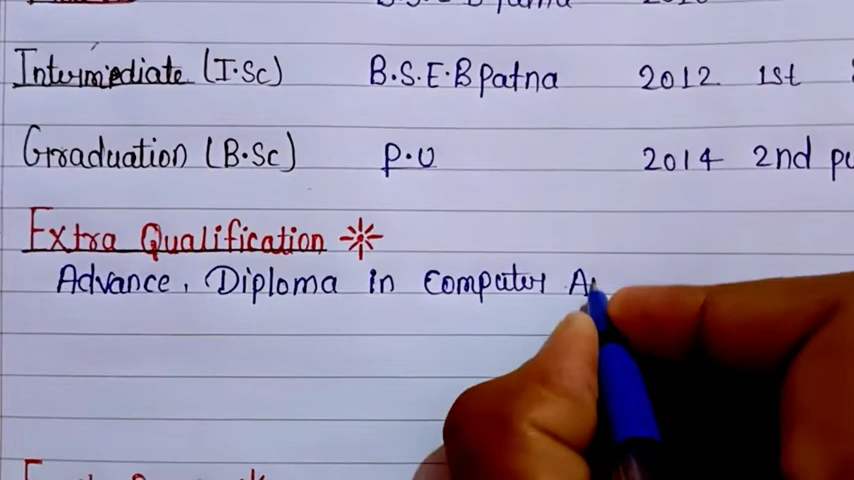 Intermediate (I.Sc) B.S.E.B Patna 2012 1st
Graduation (B.Sc) P.U 2014 2nd
Extra Qualification
Advance, Diploma in Computer A